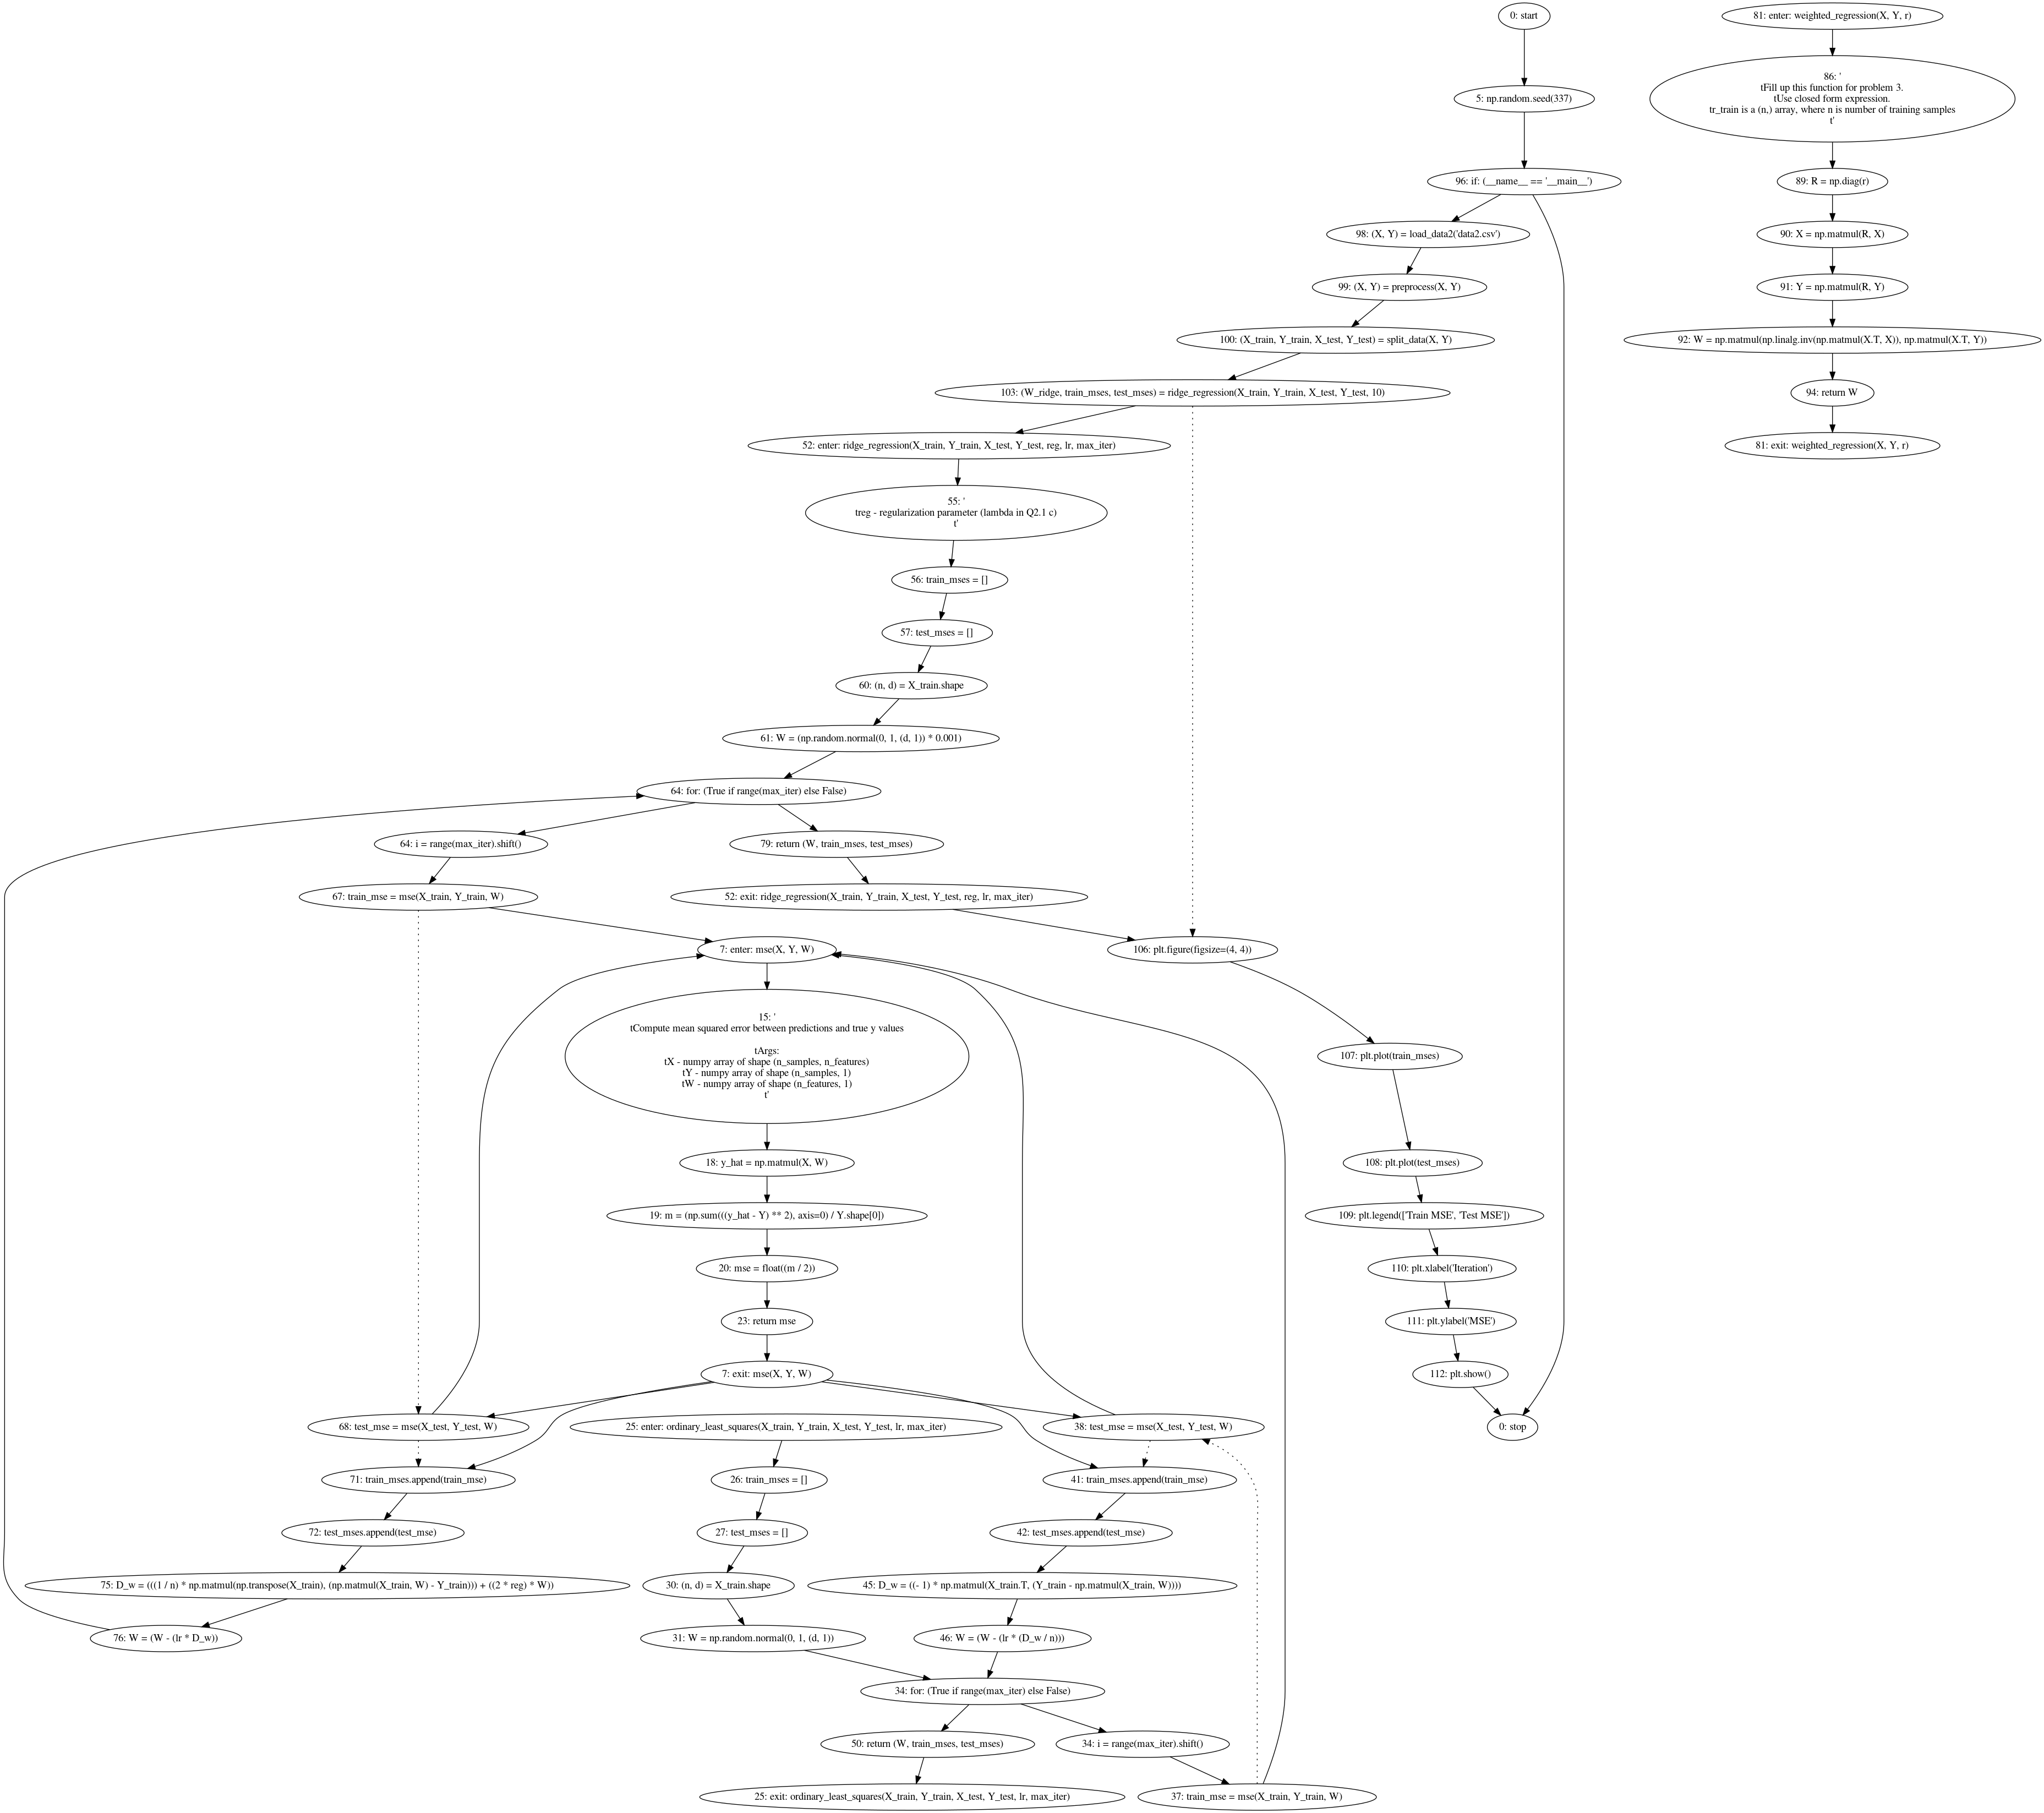 0: start
5: np.random.seed(337)
96: if: (__name__ == '__main__')
98: (X, Y) = load_data2('data2.csv')
99: (X, Y) = preprocess(X, Y)
100: (X_train, Y_train, X_test, Y_test) = split_data(X, Y)
103: (W_ridge, train_mses, test_mses) = ridge_regression(X_train, Y_train, X_test, Y_test, 10)
52: enter: ridge_regression(X_train, Y_train, X_test, Y_test, reg, lr, max_iter)
55: '
treg - regularization parameter (lambda in Q2.1 c)
t'
56: train_mses = []
57: test_mses = []
60: (n, d) = X_train.shape
61: W = (np.random.normal(0, 1, (d, 1)) * 0.001)
64: for: (True if range(max_iter) else False)
64: i = range(max_iter).shift()
79: return (W, train_mses, test_mses)
67: train_mse = mse(X_train, Y_train, W)
52: exit: ridge_regression(X_train, Y_train, X_test, Y_test, reg, lr, max_iter)
7: enter: mse(X, Y, W)
106: plt.figure(figsize=(4, 4))
15: '
tCompute mean squared error between predictions and true y values
tArgs:
tX - numpy array of shape (n_samples, n_features)
tY - numpy array of shape (n_samples, 1)
tW - numpy array of shape (n_features, 1)
t'
107: plt.plot(train_mses)
18: y_hat = np.matmul(X, W)
108: plt.plot(test_mses)
19: m = (np.sum(((y_hat - Y) ** 2), axis=0) / Y.shape[0])
109: plt.legend(['Train MSE', 'Test MSE'])
20: mse = float((m / 2))
110: plt.xlabel('Iteration')
23: return mse
111: plt.ylabel('MSE')
7: exit: mse(X, Y, W)
112: plt.show()
68: test_mse = mse(X_test, Y_test, W)
25: enter: ordinary_least_squares(X_train, Y_train, X_test, Y_test, lr, max_iter)
38: test_mse = mse(X_test, Y_test, W)
0: stop
71: train_mses.append(train_mse)
26: train_mses = []
41: train_mses.append(train_mse)
72: test_mses.append(test_mse)
27: test_mses = []
42: test_mses.append(test_mse)
75: D_w = (((1 / n) * np.matmul(np.transpose(X_train), (np.matmul(X_train, W) - Y_train))) + ((2 * reg) * W))
30: (n, d) = X_train.shape
45: D_w = ((- 1) * np.matmul(X_train.T, (Y_train - np.matmul(X_train, W))))
76: W = (W - (lr * D_w))
31: W = np.random.normal(0, 1, (d, 1))
46: W = (W - (lr * (D_w / n)))
34: for: (True if range(max_iter) else False)
50: return (W, train_mses, test_mses)
34: i = range(max_iter).shift()
25: exit: ordinary_least_squares(X_train, Y_train, X_test, Y_test, lr, max_iter)
37: train_mse = mse(X_train, Y_train, W)
81: enter: weighted_regression(X, Y, r)
86: '
tFill up this function for problem 3.
tUse closed form expression.
tr_train is a (n,) array, where n is number of training samples
t'
89: R = np.diag(r)
90: X = np.matmul(R, X)
91: Y = np.matmul(R, Y)
92: W = np.matmul(np.linalg.inv(np.matmul(X.T, X)), np.matmul(X.T, Y))
94: return W
81: exit: weighted_regression(X, Y, r)